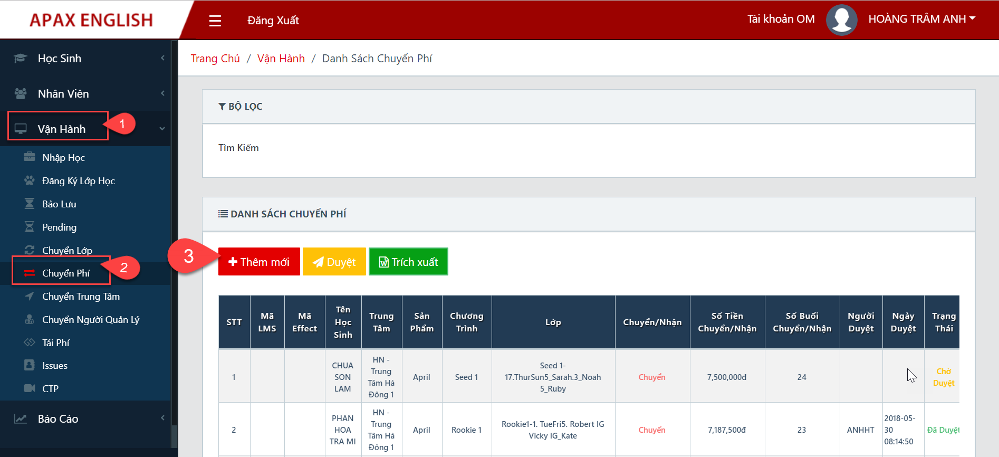 APAX ENGLISH
Đăng Xuất
Tài khoản OM
HOÀNG TRÂM ANH
Học Sinh
Nhân Viên
Vận Hành
1
Nhập Học
Đăng Ký Lớp Học
Bảo Lưu
Pending
Chuyển Lớp
Chuyển Phí
2
Chuyển Trung Tâm
Chuyển Người Quản Lý
Tái Phí
Issues
CTP
Báo Cáo
Trang Chủ / Vận Hành / Danh Sách Chuyển Phí
BỘ LỌC
Tìm Kiếm
DANH SÁCH CHUYỂN PHÍ
3
Thêm mới
Duyệt
Trích xuất
STT
Mã
LMS
Mã
Effect
Tên
Học
Sinh
Trung
Tâm
Sản
Phẩm
Chương
Trình
Lớp
Chuyển/Nhận
Số Tiền
Chuyển/Nhận
Số Buổi
Chuyển/Nhận
Người
Duyệt
Ngày
Duyệt
Trạng
Thái
1
CHUA
SON
LAM
HN -
Trung
Tâm Hà
Đông 1
April
Seed 1
Seed 1-
17.ThurSun5_Sarah.3_Noah
5_Ruby
Chuyển
7,500,000đ
24
Chờ
Duyệt
2
PHAN
HOA
TRA MI
HN -
Trung
Tâm Hà
Đông 1
April
Rookie 1
Rookie1-1. TueFri5. Robert IG
Vicky IG_Kate
Chuyển
7,187,500đ
23
ANHHT
2018-05-
30
08:14:50
Đã Duyệt